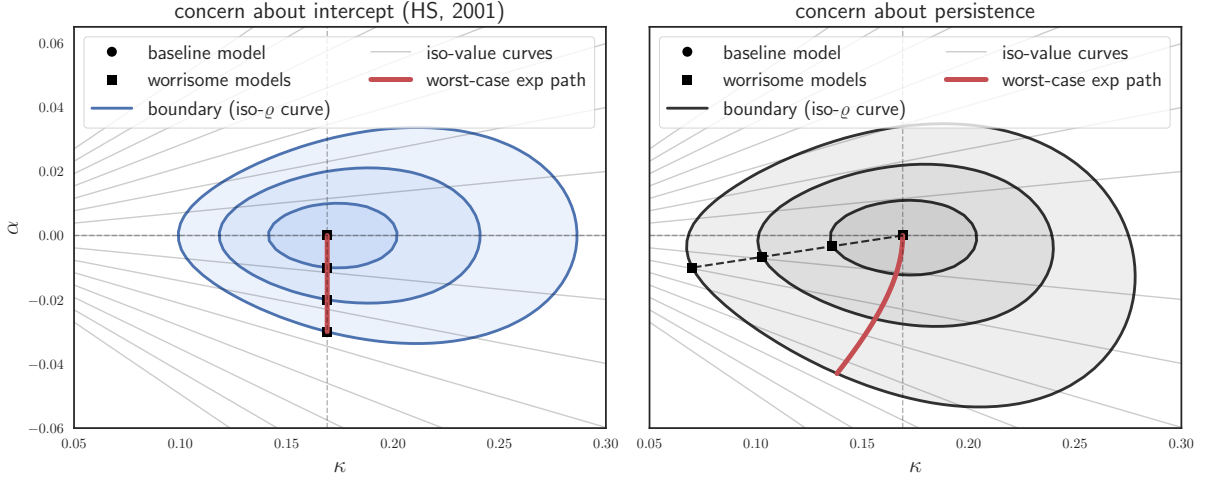 concern about intercept (HS, 2001)
baseline model
worrisome models
boundary (iso-ϱ curve)
iso-value curves
worst-case exp path
0.06
0.04
0.02
0.00
−0.02
−0.04
−0.06
α
0.05 0.10 0.15 0.20 0.25 0.30
κ
concern about persistence
baseline model
worrisome models
boundary (iso-ϱ curve)
iso-value curves
worst-case exp path
0.05 0.10 0.15 0.20 0.25 0.30
κ